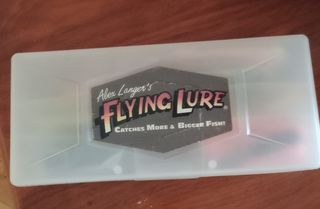 Alex Langer's
FLYING LURE®
CATCHES MORE & BIGGER FISH!